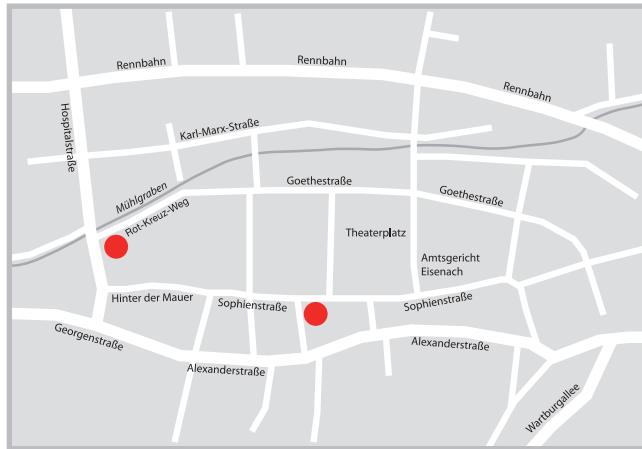 Rennbahn
Rennbahn
Rennbahn
Hospitalstraße
Karl-Marx-Straße
Mühlgraben
Rot-Kreuz-Weg
Goethestraße
Goethestraße
Theaterplatz
Amtsgericht
Eisenach
Hinter der Mauer
Sophienstraße
Sophienstraße
Georgenstraße
Alexanderstraße
Alexanderstraße
Wartburgallee